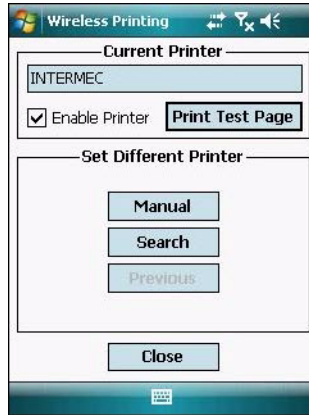 Wireless Printing
Current Printer
INTERMEC
Enable Printer Print Test Page
Set Different Printer
Manual
Search
Previous
Close